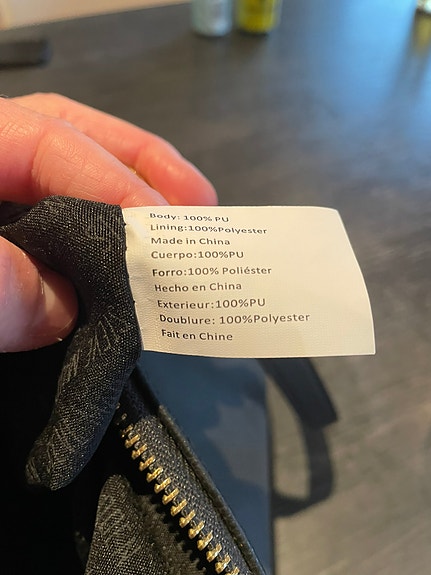 Body: 100% PU
Lining:100%Polyester
Made in China
Cuerpo:100%PU
Forro:100% Poliéster
Hecho en China
Exterieur:100%PU
Doublure: 100%Polyester
Fait en Chine